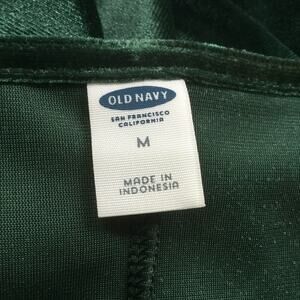 OLD NAVY
SAN FRANCISCO
CALIFORNIA
M
MADE IN
INDONESIA